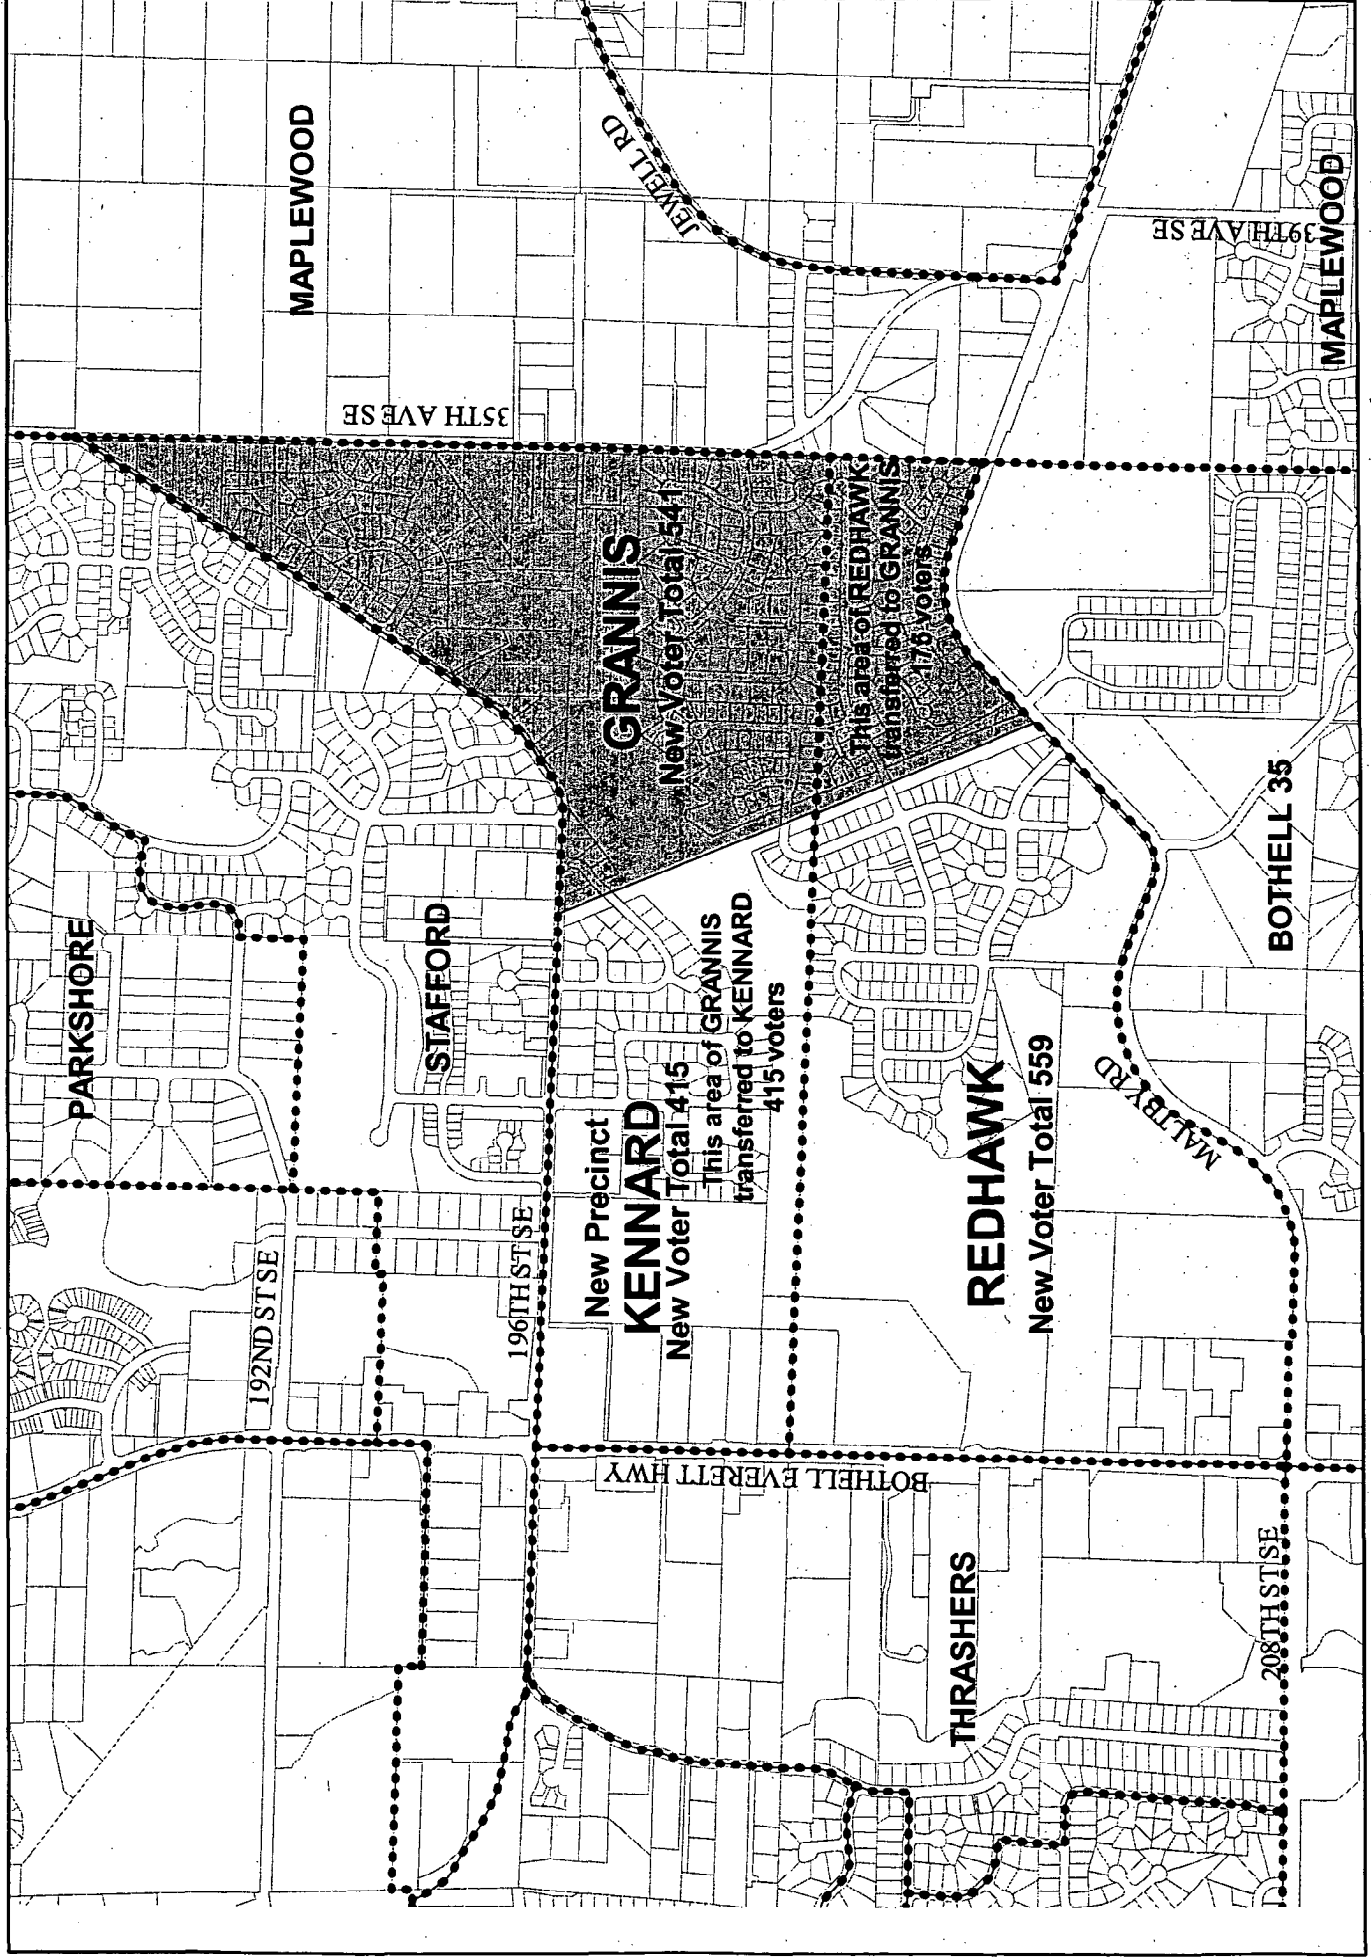 PARKSHORE
STAFFORD
MAPLEWOOD
192ND ST SE
196TH ST SE
35TH AVE SE
JEWELL RD
GRANNIS
New Voter Total 541
New Precinct
KENNARD
New Voter Total 415
This area of GRANNIS
transferred to KENNARD
415 voters
This area of REDHAWK
transferred to GRANNIS
176 voters
BOTHELL EVERETT HWY
REDHAWK
New Voter Total 559
THRASHERS
MALTBY RD
39TH AVE SE
208TH ST SE
BOTHELL 35
MAPLEWOOD